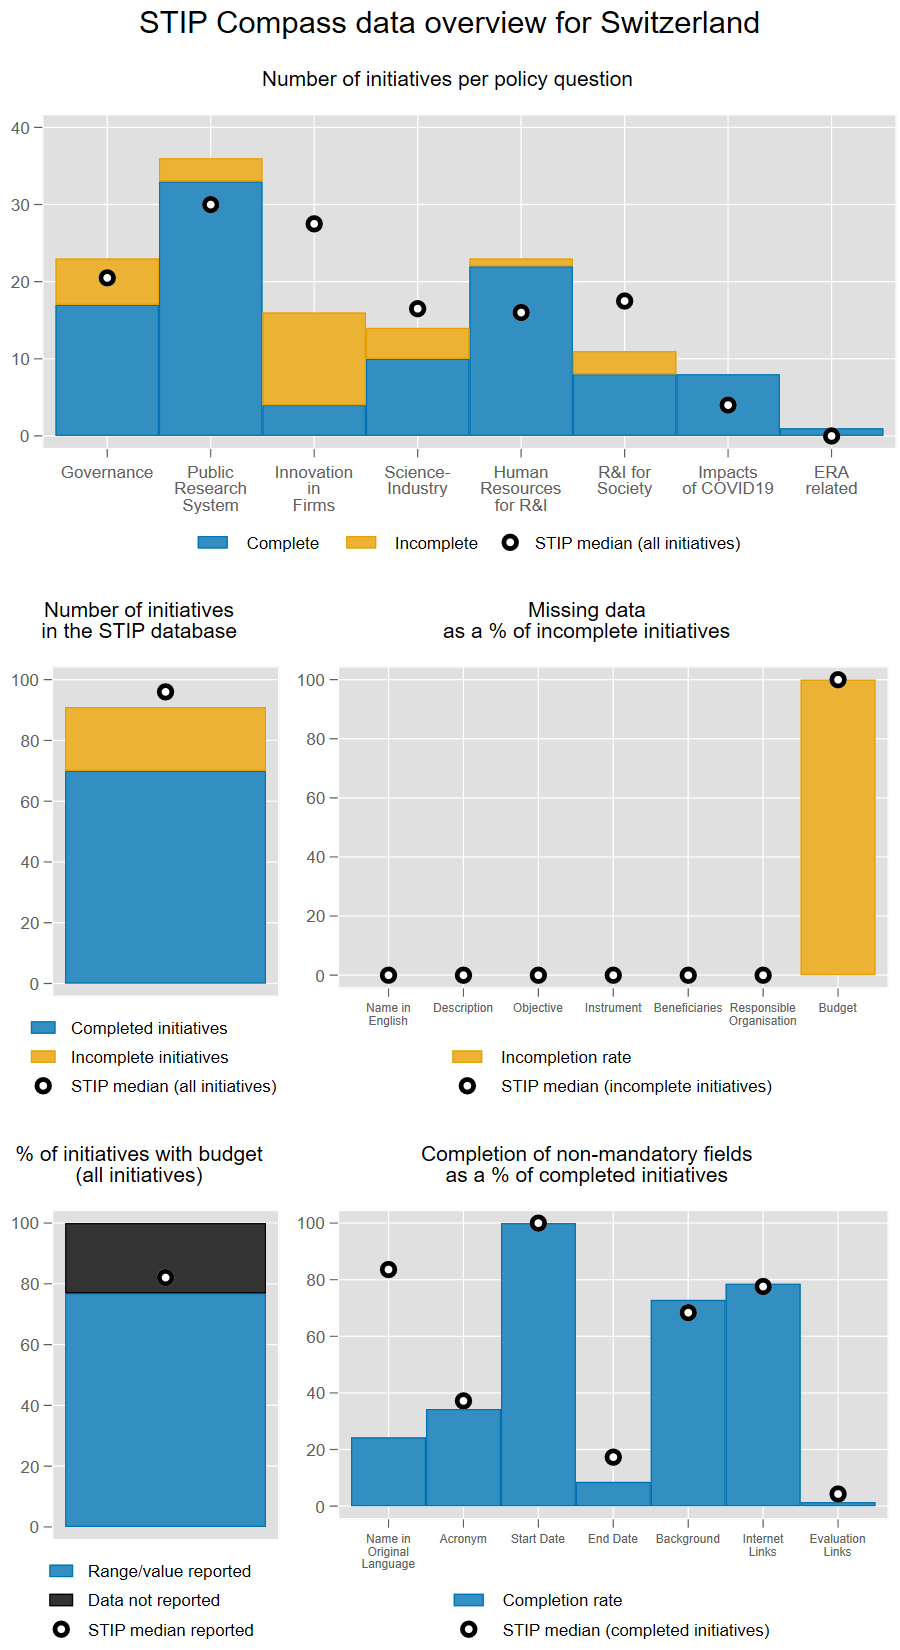 STIP Compass data overview for Switzerland
Number of initiatives per policy question
40
30
20
10
0
Governance
Public
Research
System
Innovation
in
Firms
Science-
Industry
Human
Resources
for R&I
R&I for
Society
Impacts
of COVID19
ERA
related
Complete
Incomplete
STIP median (all initiatives)
Number of initiatives
in the STIP database
100
80
60
40
20
0
Completed initiatives
Incomplete initiatives
STIP median (all initiatives)
Missing data
as a % of incomplete initiatives
100
80
60
40
20
0
Name in
English
Description
Objective
Instrument
Beneficiaries
Responsible
Organisation
Budget
Incompletion rate
STIP median (incomplete initiatives)
% of initiatives with budget
(all initiatives)
100
80
60
40
20
0
Range/value reported
Data not reported
STIP median reported
Completion of non-mandatory fields
as a % of completed initiatives
100
80
60
40
20
0
Name in
Original
Language
Acronym
Start Date
End Date
Background
Internet
Links
Evaluation
Links
Completion rate
STIP median (completed initiatives)